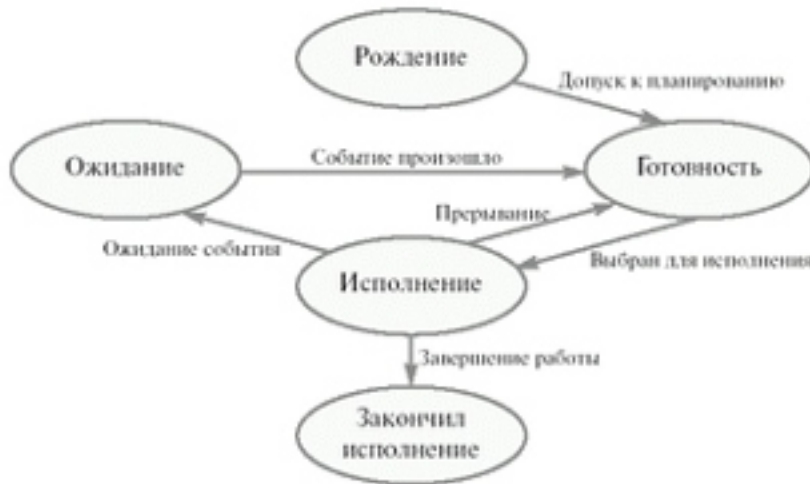 Рождение
Допуск к планированию
Ожидание
Событие произошло
Готовность
Прерывание
Ожидание события
Выбран для исполнения
Исполнение
Завершение работы
Закончил
исполнение